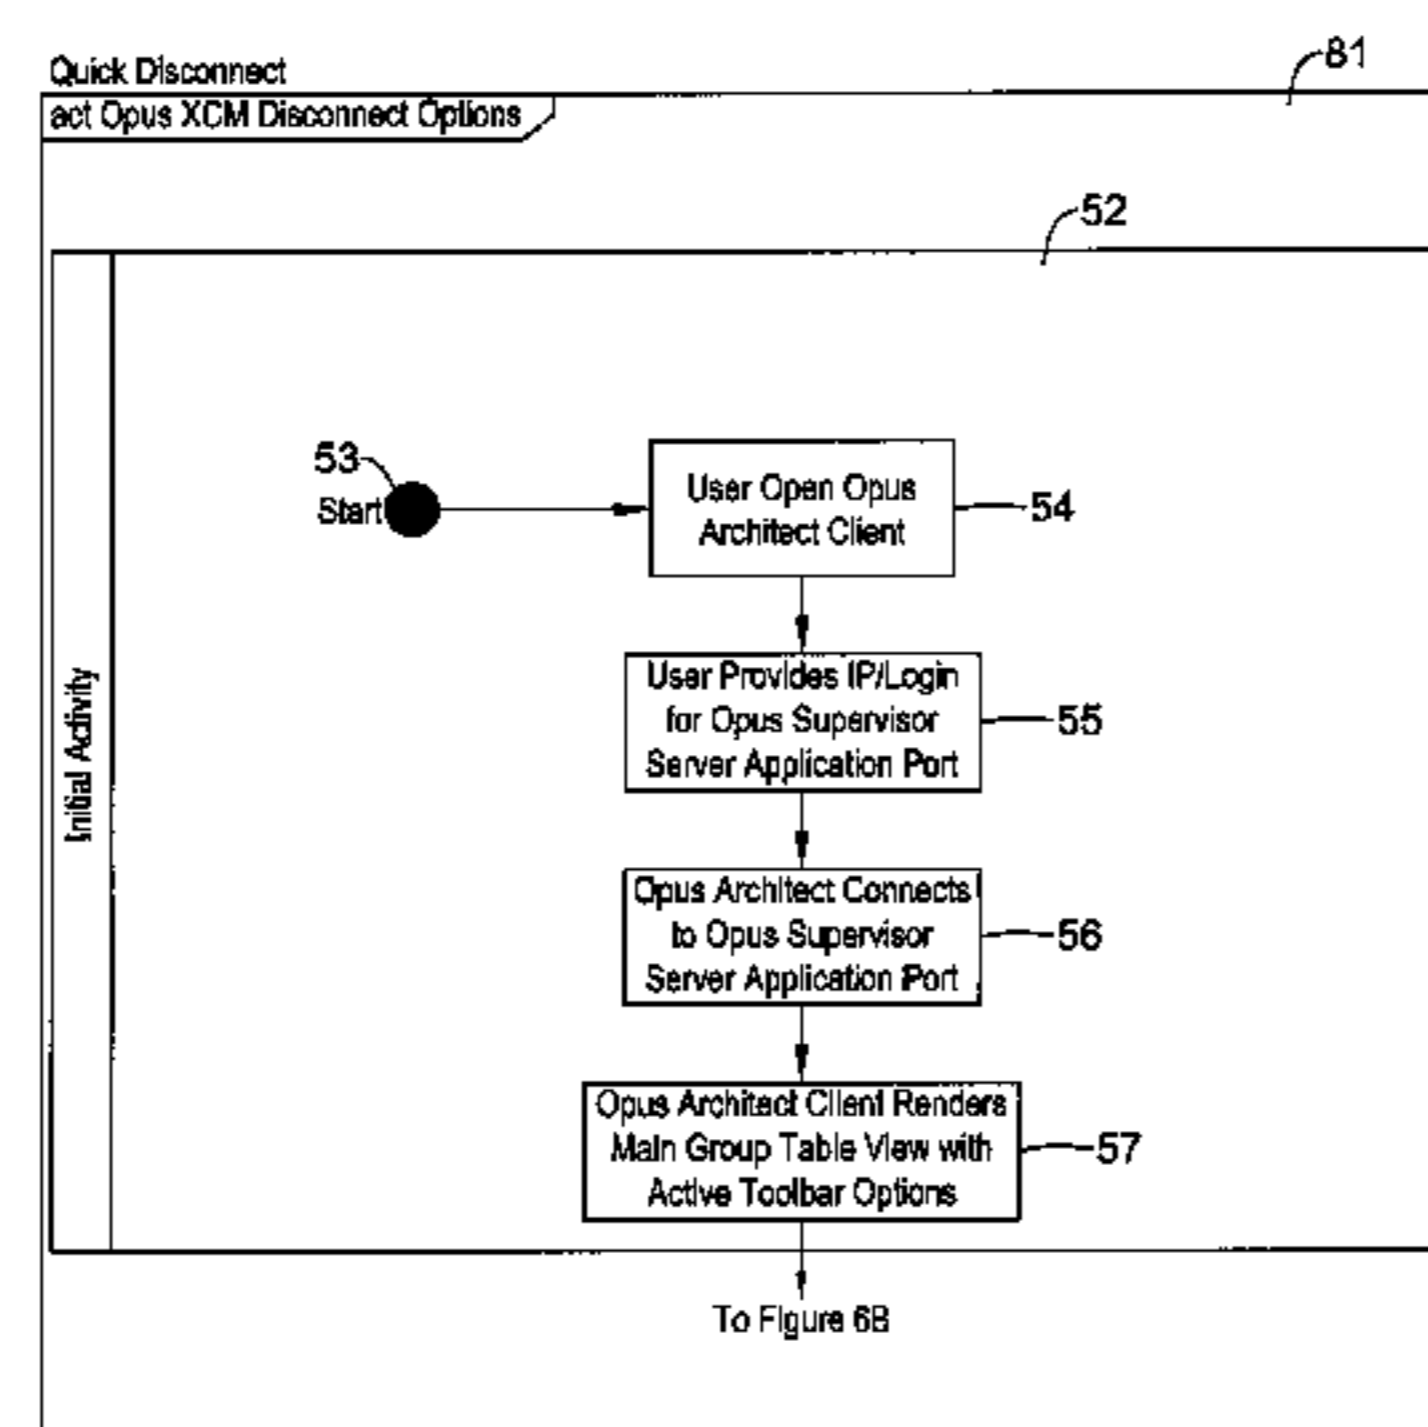 Quick Disconnect
81
act Opus XCM Disconnect Options
52
53
Start
User Open Opus
Architect Client
54
User Provides IP/Login
for Opus Supervisor
Server Application Port
55
Initial Activity
Opus Architect Connects
to Opus Supervisor
Server Application Port
56
Opus Architect Client Renders
Main Group Table View with
Active Toolbar Options
57
To Figure 6B